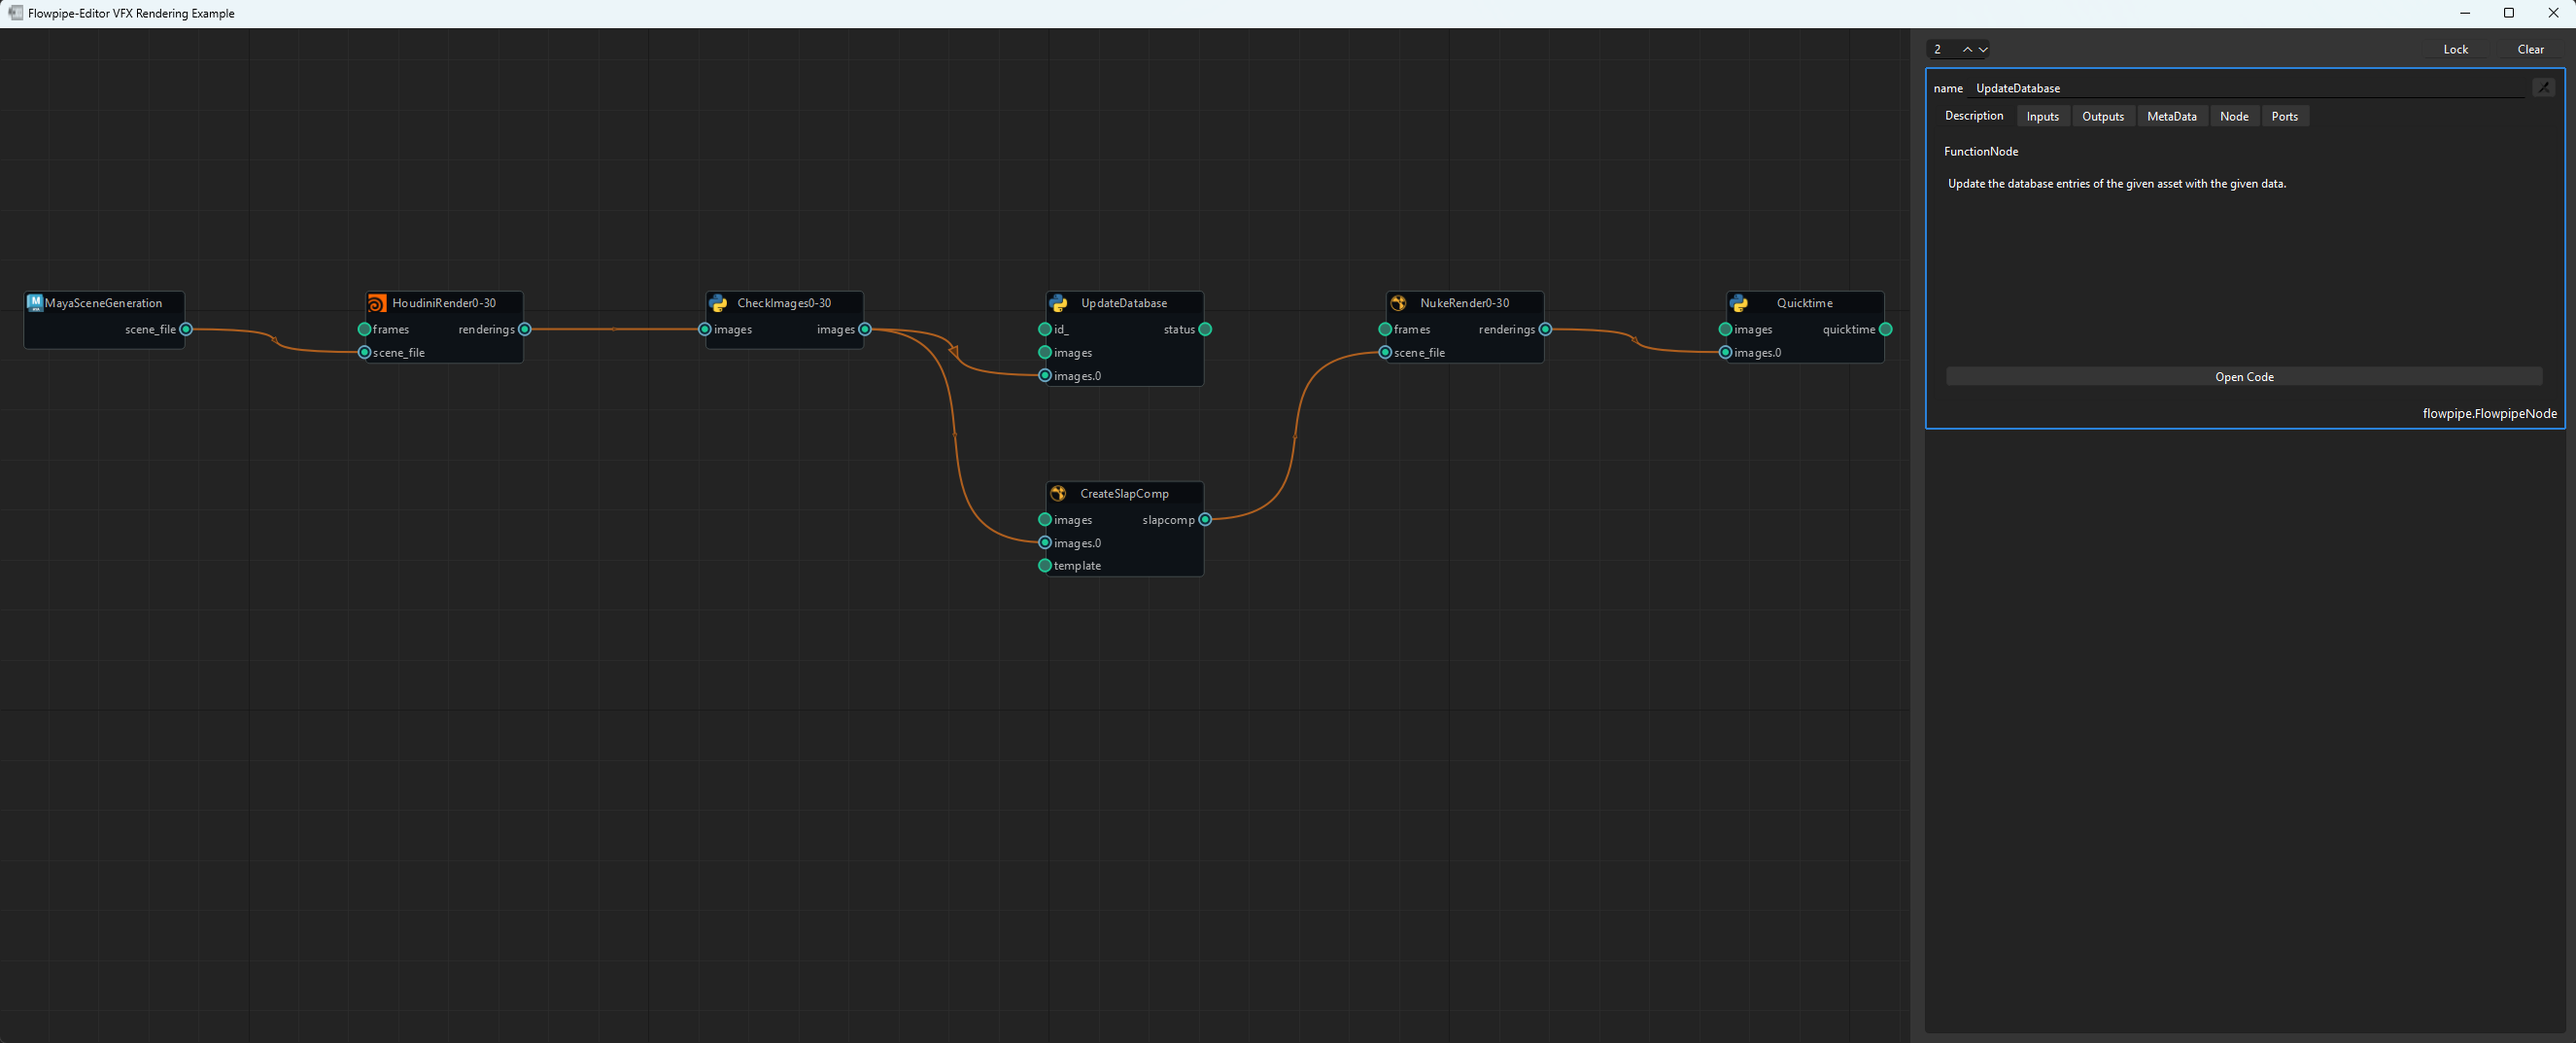 Flowpipe-Editor VFX Rendering Example
2
Lock
Clear
name UpdateDatabase
Description Inputs Outputs MetaData Node Ports
FunctionNode
Update the database entries of the given asset with the given data.
Open Code
flowpipe.FlowpipeNode
MayaSceneGeneration
scene_file
HoudiniRender0-30
frames renderings
scene_file
CheckImages0-30
images images
UpdateDatabase
id_ status
images
images.0
CreateSlapComp
images slapcomp
images.0
template
NukeRender0-30
frames renderings
scene_file
Quicktime
images quicktime
images.0